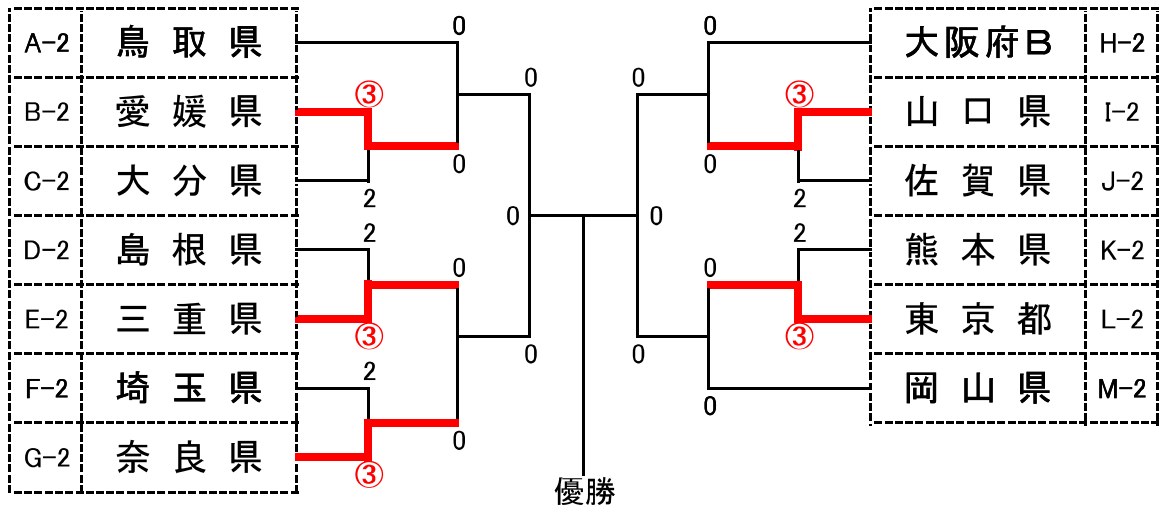 A-2 鳥取県
B-2 愛媛県
C-2 大分県
D-2 島根県
E-2 三重県
F-2 埼玉県
G-2 奈良県
0
③
0
2
2
0
③
2
0
③
0
0
0
優勝
0
0
0
0
③
0
2
2
0
③
0
大阪府B H-2
山口県 I-2
佐賀県 J-2
熊本県 K-2
東京都 L-2
岡山県 M-2